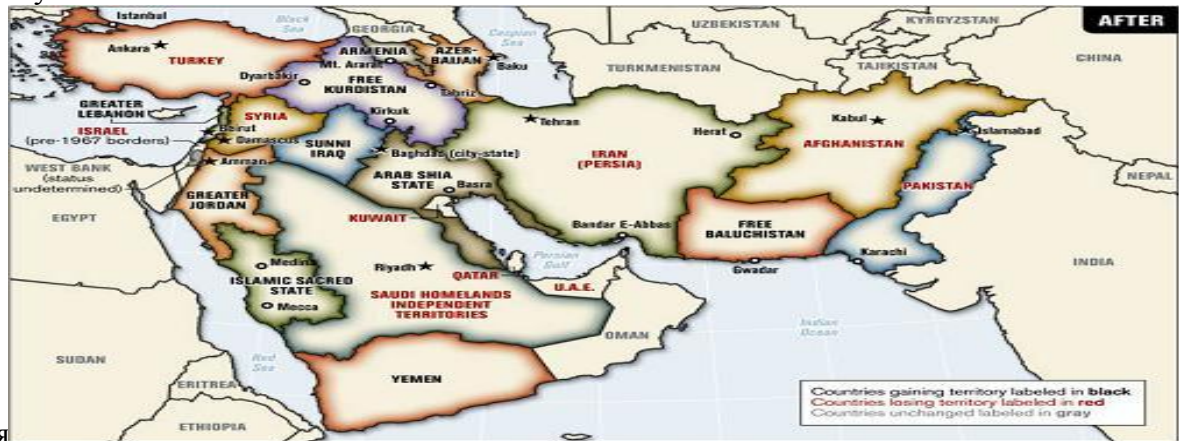 Istanbul
Black
Sea
GEORGIA
Caspian
Sea
UZBEKISTAN
KYRGYZSTAN
AFTER
Ankara
TURKEY
ARMENIA
Mt. Ararat
AZER-
BAIJAN
Baku
TURKMENISTAN
TAJIKISTAN
CHINA
Dyarbakir
FREE
KURDISTAN
Tabriz
GREATER
LEBANON
SYRIA
Kirkuk
Tehran
Herat
Kabul
Islamabad
ISRAEL
(pre-1967 borders)
Beirut
Damascus
SUNNI
IRAQ
Baghdad (city-state)
IRAN
(PERSIA)
AFGHANISTAN
WEST BANK
(status
undetermined)
Amman
ARAB SHIA
STATE
Basra
PAKISTAN
NEPAL
GREATER
JORDAN
EGYPT
KUWAIT
Bandar E-Abbas
FREE
BALUCHISTAN
Karachi
Medina
Riyadh
Persian
Gulf
Gwadar
INDIA
ISLAMIC SACRED
STATE
QATAR
U.A.E.
Mecca
SAUDI HOMELANDS
INDEPENDENT
TERRITORIES
OMAN
Indian
Ocean
SUDAN
Red
Sea
YEMEN
ERITREA
ETHIOPIA
Countries gaining territory labeled in black
Countries losing territory labeled in red
Countries unchanged labeled in gray
я